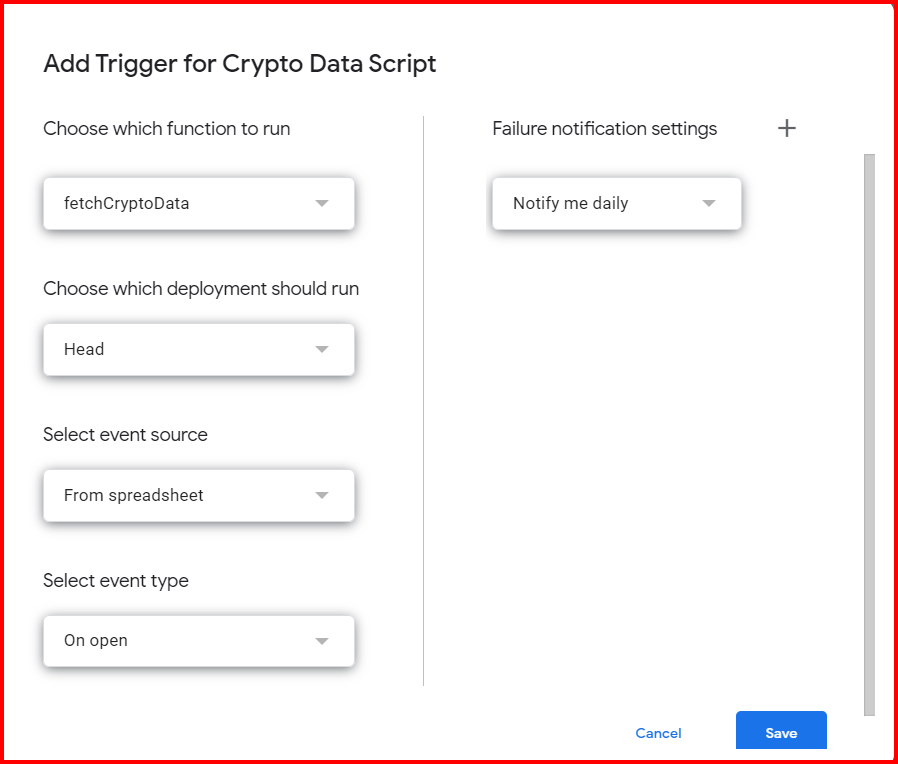 Add Trigger for Crypto Data Script
Choose which function to run
fetchCryptoData
Choose which deployment should run
Head
Select event source
From spreadsheet
Select event type
On open
Failure notification settings
Notify me daily
Cancel
Save